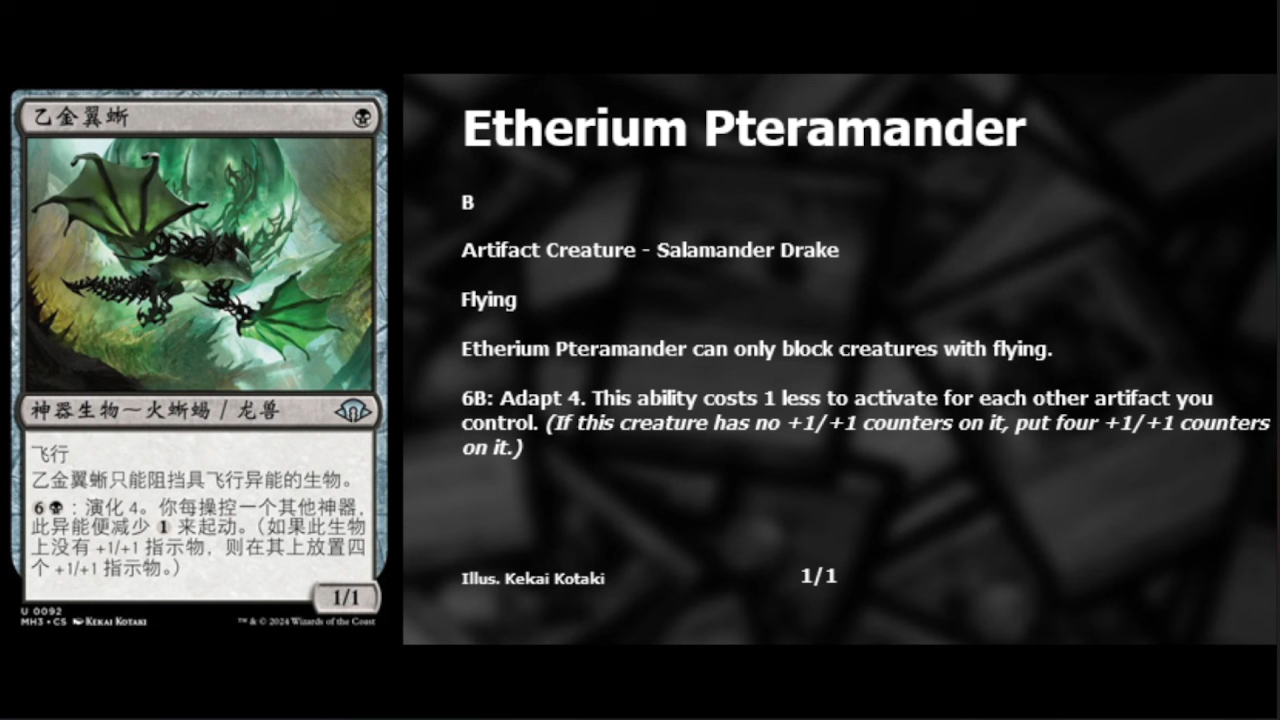 乙金翼蜥
神器生物～火蜥蜴 / 龙兽
飞行
乙金翼蜥只能阻挡具飞行异能的生物。
6 : 演化 4。你每操控一个其他神器,
此异能便减少 1 来起动。（如果此生物
上没有 +1/+1 指示物，则在其上放置四
个 +1/+1 指示物。）
1/1
U 0092
MH3 • CS Kekai Kotaki
™ & © 2024 Wizards of the Coast
Etherium Pteramander
B
Artifact Creature - Salamander Drake
Flying
Etherium Pteramander can only block creatures with flying.
6B: Adapt 4. This ability costs 1 less to activate for each other artifact you
control. (If this creature has no +1/+1 counters on it, put four +1/+1 counters
on it.)
Illus. Kekai Kotaki
1/1